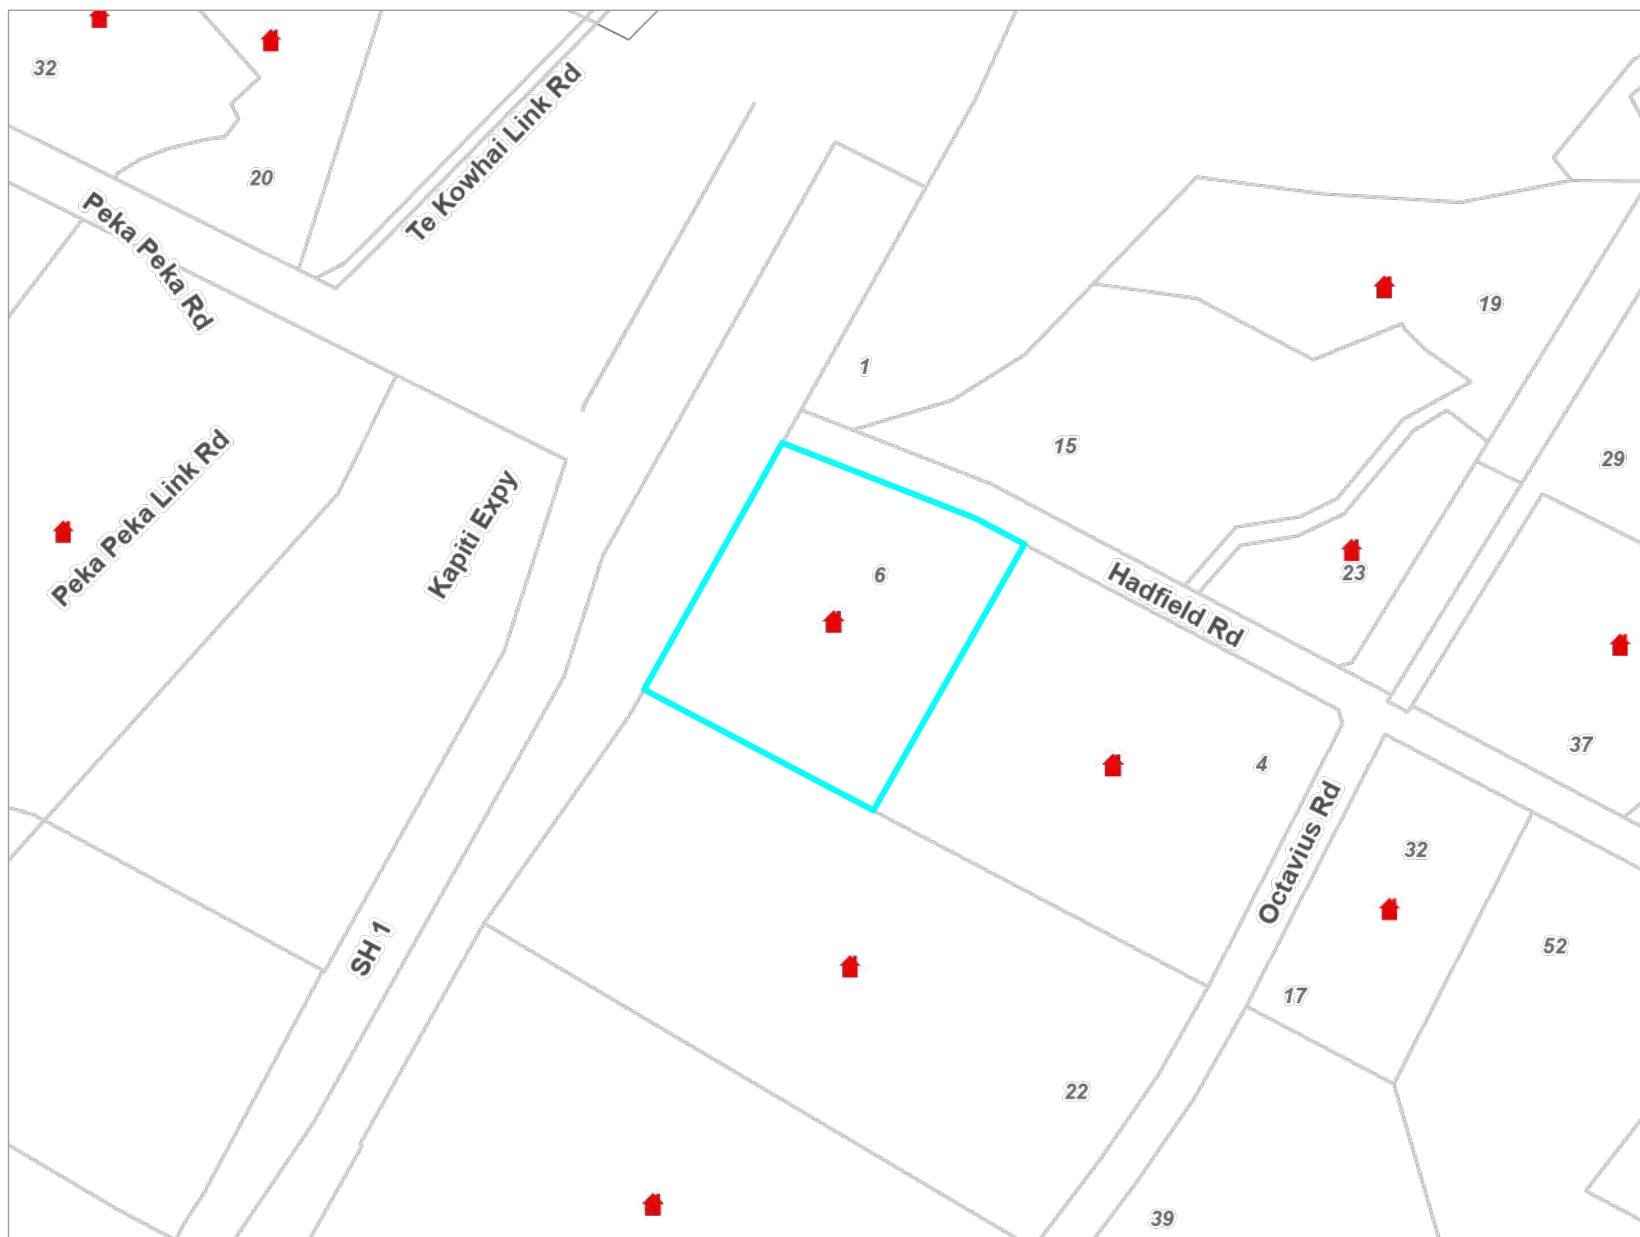 32
20
Te Kowhai Link Rd
Peka Peka Rd
1
19
15
29
Peka Peka Link Rd
Kapiti Expy
6
23
Hadfield Rd
37
4
Octavius Rd
32
SH 1
52
17
22
39